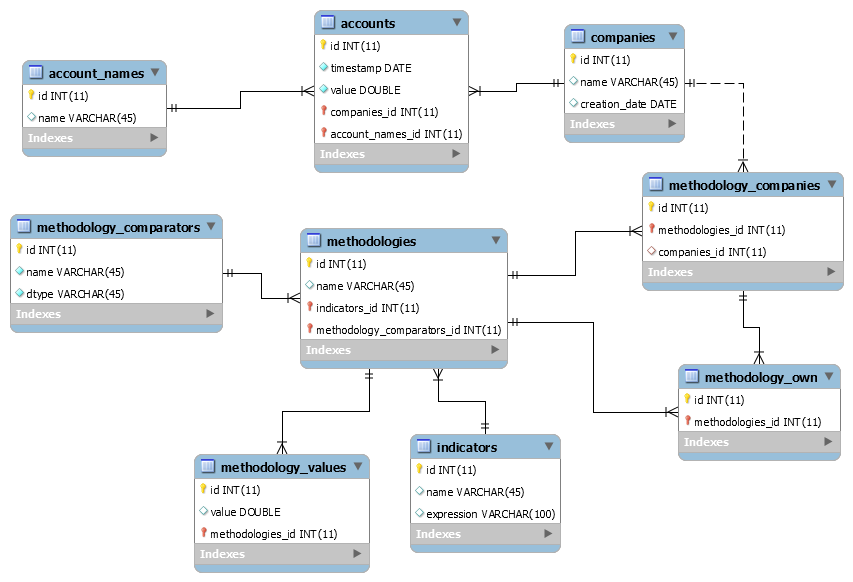 account_names
id INT(11)
name VARCHAR(45)
Indexes
accounts
id INT(11)
timestamp DATE
value DOUBLE
companies_id INT(11)
account_names_id INT(11)
Indexes
companies
id INT(11)
name VARCHAR(45)
creation_date DATE
Indexes
methodology_companies
id INT(11)
methodologies_id INT(11)
companies_id INT(11)
Indexes
methodology_comparators
id INT(11)
name VARCHAR(45)
dtype VARCHAR(45)
Indexes
methodologies
id INT(11)
name VARCHAR(45)
indicators_id INT(11)
methodology_comparators_id INT(11)
Indexes
methodology_own
id INT(11)
methodologies_id INT(11)
Indexes
methodology_values
id INT(11)
value DOUBLE
methodologies_id INT(11)
Indexes
indicators
id INT(11)
name VARCHAR(45)
expression VARCHAR(100)
Indexes